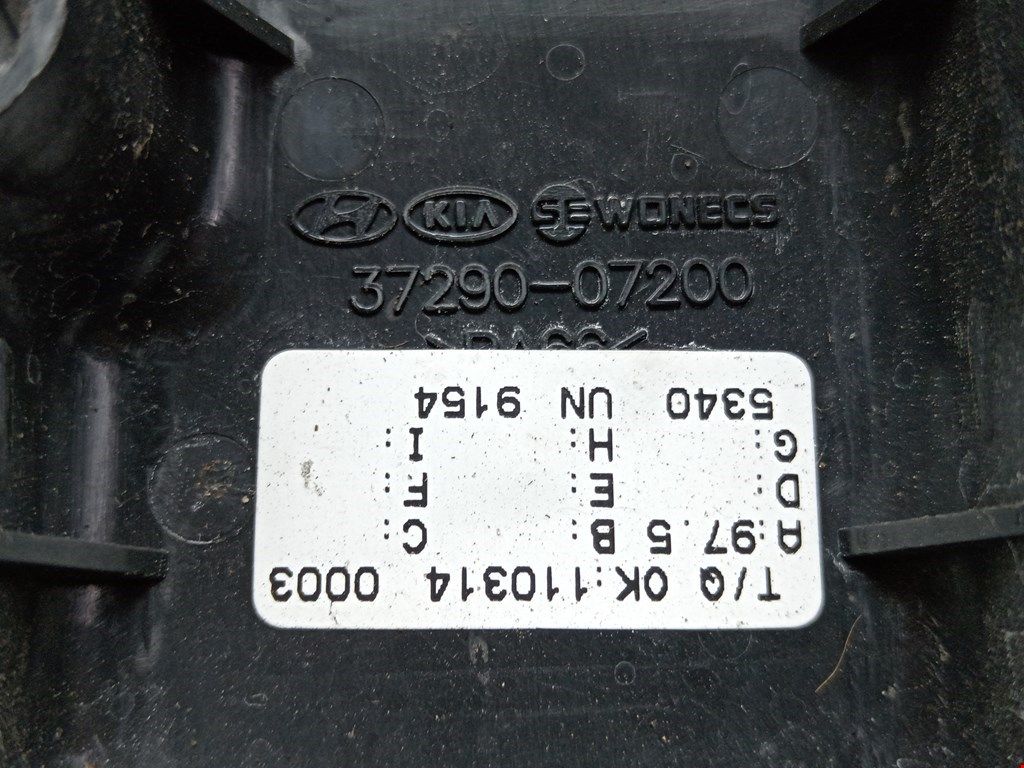 KIA SEWONECS
37290-07200
T/Q OK:110314 0003
A:97.5 B: C:
D: E: F:
G: H: I:
5340 UN 9154